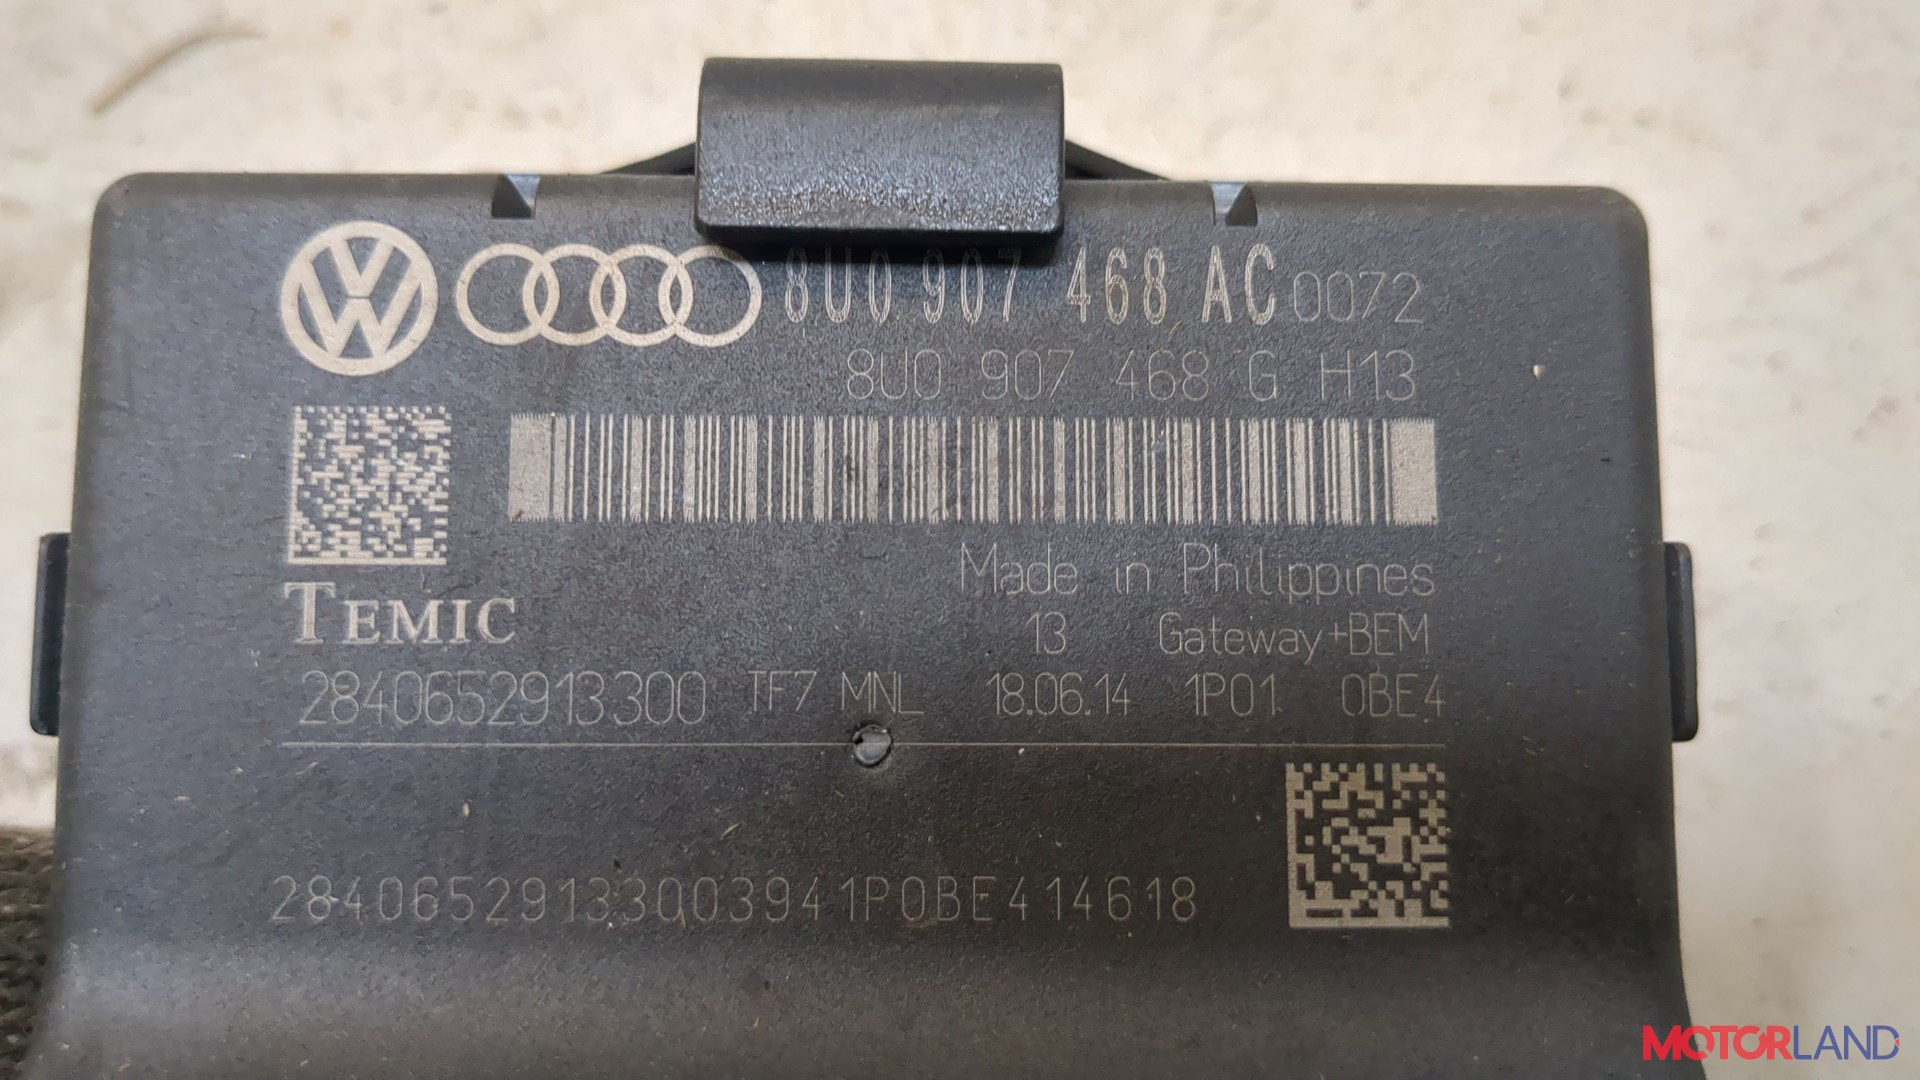 8U0 907 468 AC 0072
8U0 907 468 G H13
Made in Philippines
TEMIC
13 Gateway+BEM
2840652913300 TF7 MNL 18.06.14 1P01 0BE4
28406529133003941P0BE414618
MOTORLAND